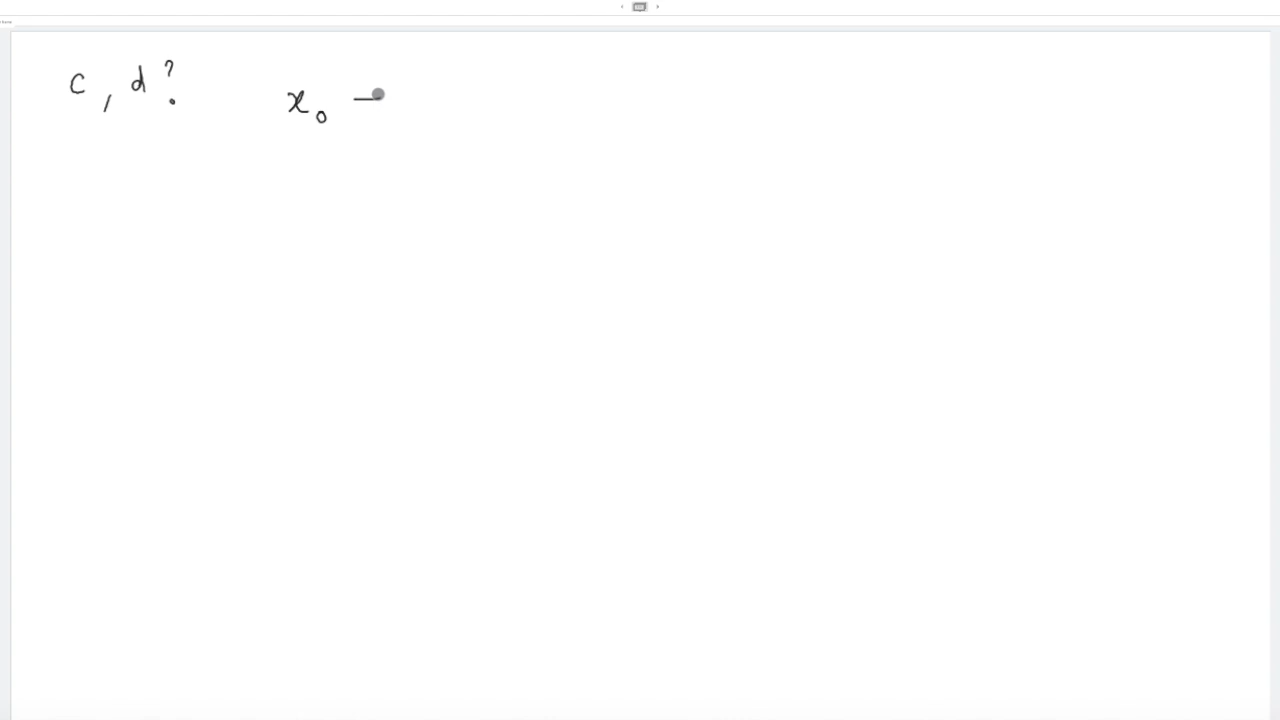 c, d?
x₀ —